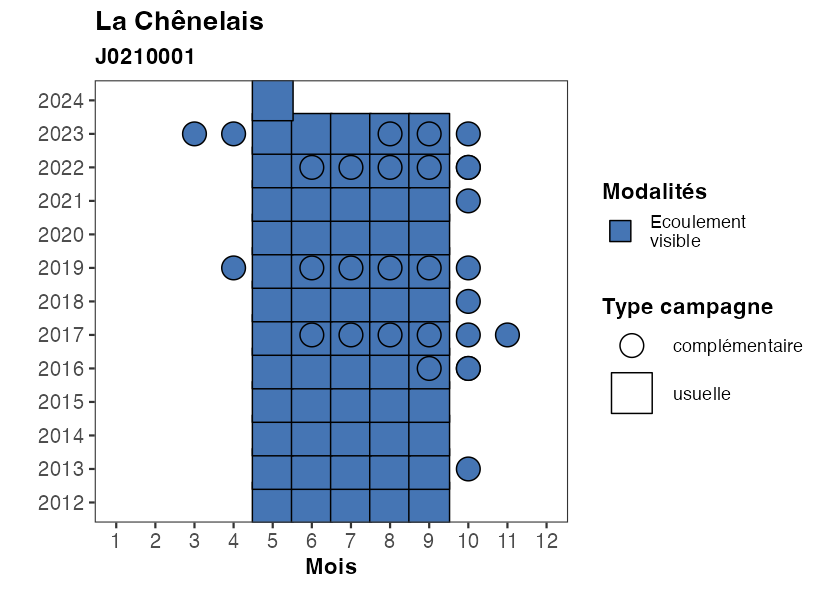 La Chênelais
J0210001
2024
2023
2022
2021
2020
2019
2018
2017
2016
2015
2014
2013
2012
1 2 3 4 5 6 7 8 9 10 11 12
Mois
Modalités
Ecoulement
visible
Type campagne
complémentaire
usuelle